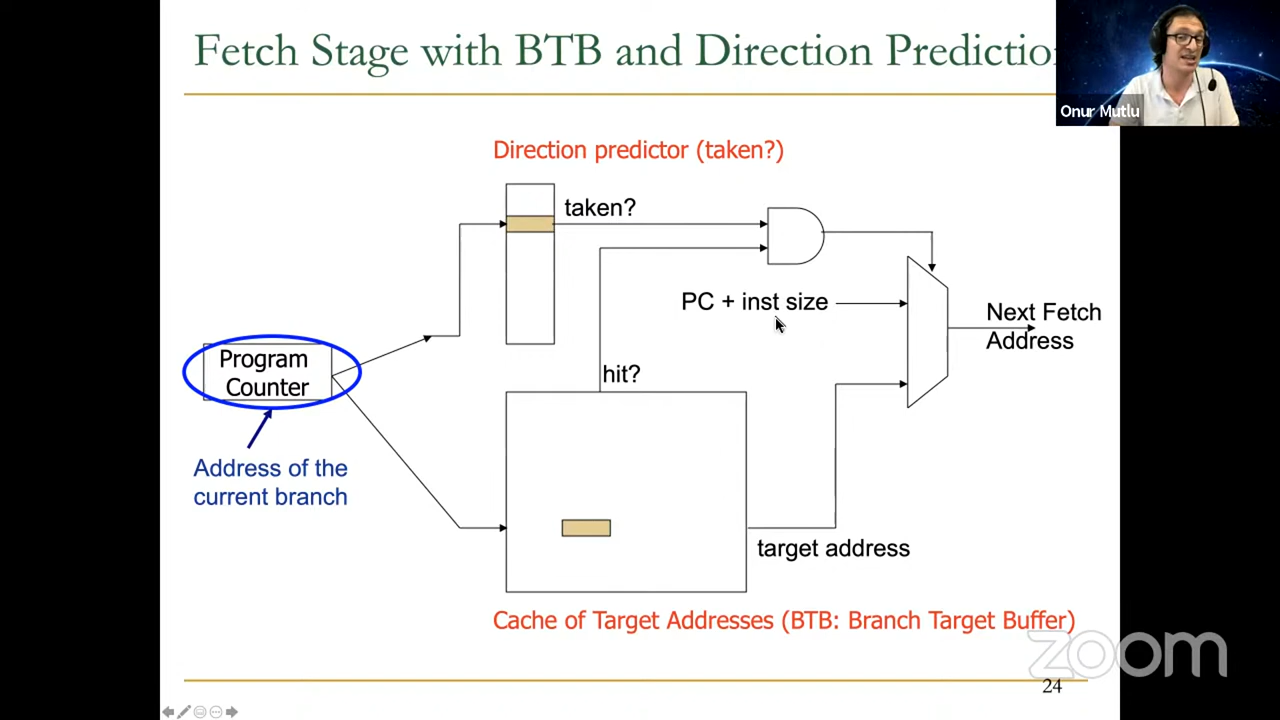 Fetch Stage with BTB and Direction Prediction
Onur Mutlu
Direction predictor (taken?)
taken?
PC + inst size
Next Fetch
Address
hit?
Program
Counter
Address of the
current branch
target address
Cache of Target Addresses (BTB: Branch Target Buffer)
zoom
24